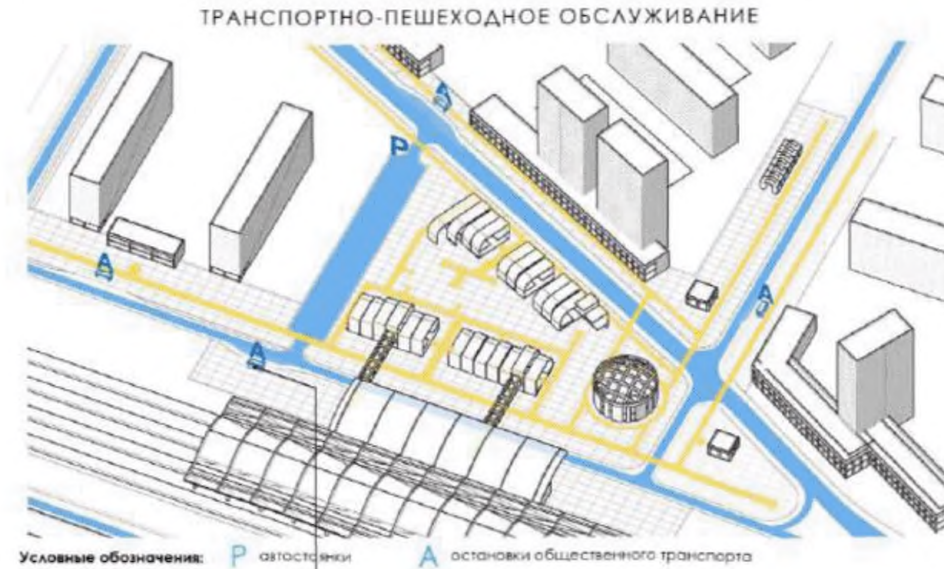 ТРАНСПОРТНО-ПЕШЕХОДНОЕ ОБСЛУЖИВАНИЕ
А
Р
А
А
А
Условные обозначения: Р автостоянки А остановки общественного транспорта